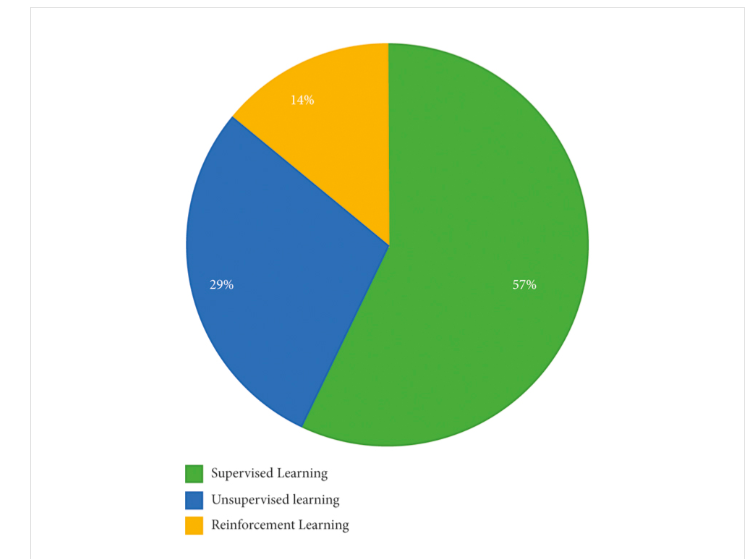 14%
29%
57%
Supervised Learning
Unsupervised learning
Reinforcement Learning